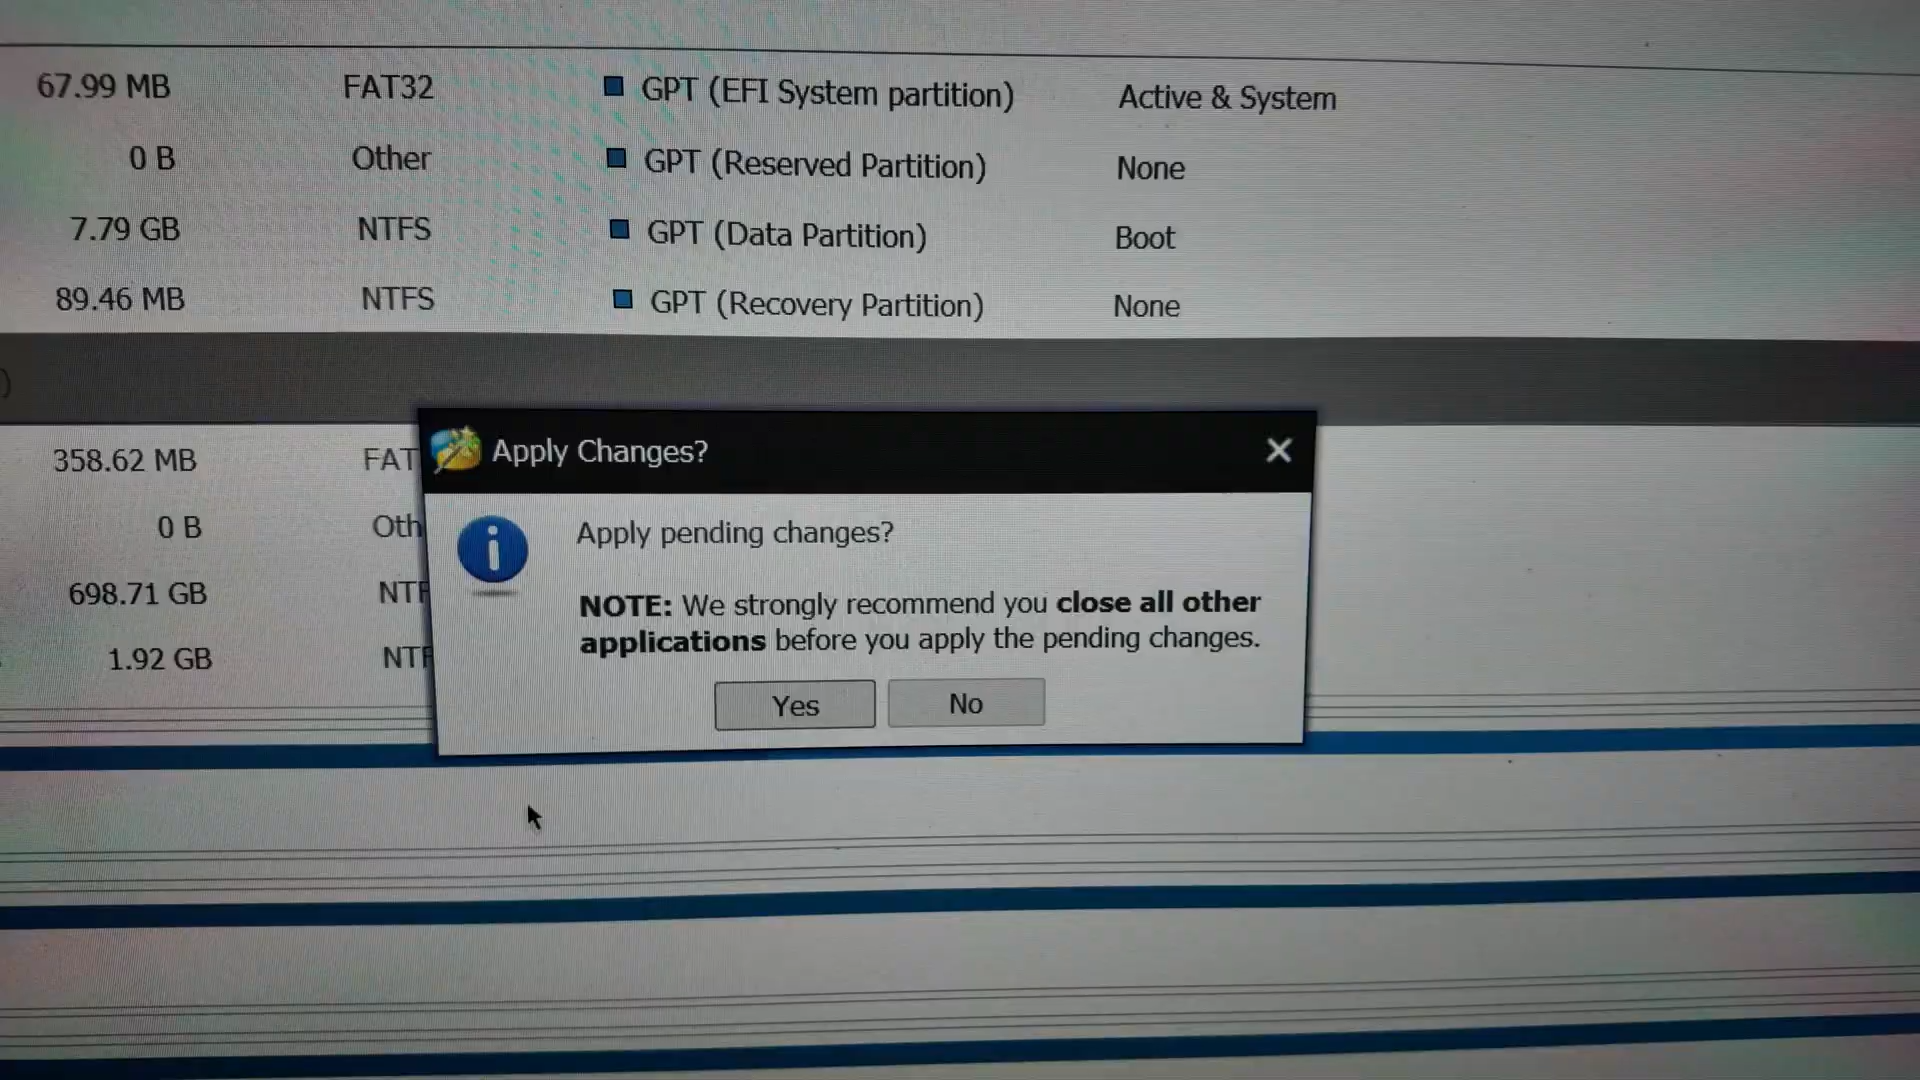 67.99 MB FAT32 GPT (EFI System partition) Active & System
0 B Other GPT (Reserved Partition) None
7.79 GB NTFS GPT (Data Partition) Boot
89.46 MB NTFS GPT (Recovery Partition) None
)
358.62 MB FAT
0 B Oth
698.71 GB NTF
1.92 GB NTF
Apply Changes?
Apply pending changes?
NOTE: We strongly recommend you close all other
applications before you apply the pending changes.
Yes No